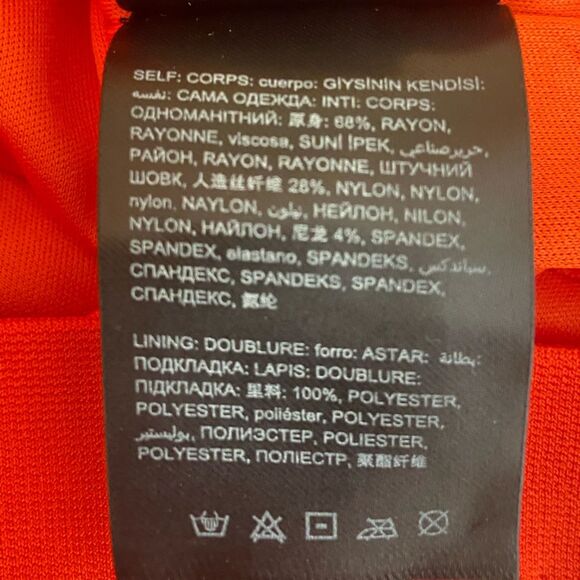 SELF: CORPS: cuerpo: GİYSİNİN KENDİSİ:
نفسه: САМА ОДЕЖДА: INTI: CORPS:
ОДНОМАНІТНИЙ: 原身: 68%, RAYON,
RAYONNE, viscosa, SUNİ İPEK, حرير صناعي,
РАЙОН, RAYON, RAYONNE, ШТУЧНИЙ
ШОВК, 人造丝纤维 28%, NYLON, NYLON,
nylon, NAYLON, نيلون, НЕЙЛОН, NILON,
NYLON, НАЙЛОН, 尼龙 4%, SPANDEX,
SPANDEX, elastano, SPANDEKS, سباندكس,
СПАНДЕКС, SPANDEKS, SPANDEX,
СПАНДЕКС, 氨纶
LINING: DOUBLURE: forro: ASTAR: بطانة:
ПОДКЛАДКА: LAPIS: DOUBLURE:
ПІДКЛАДКА: 里料: 100%, POLYESTER,
POLYESTER, poliéster, POLYESTER,
بوليستير, ПОЛИЭСТЕР, POLIESTER,
POLYESTER, ПОЛІЕСТР, 聚酯纤维